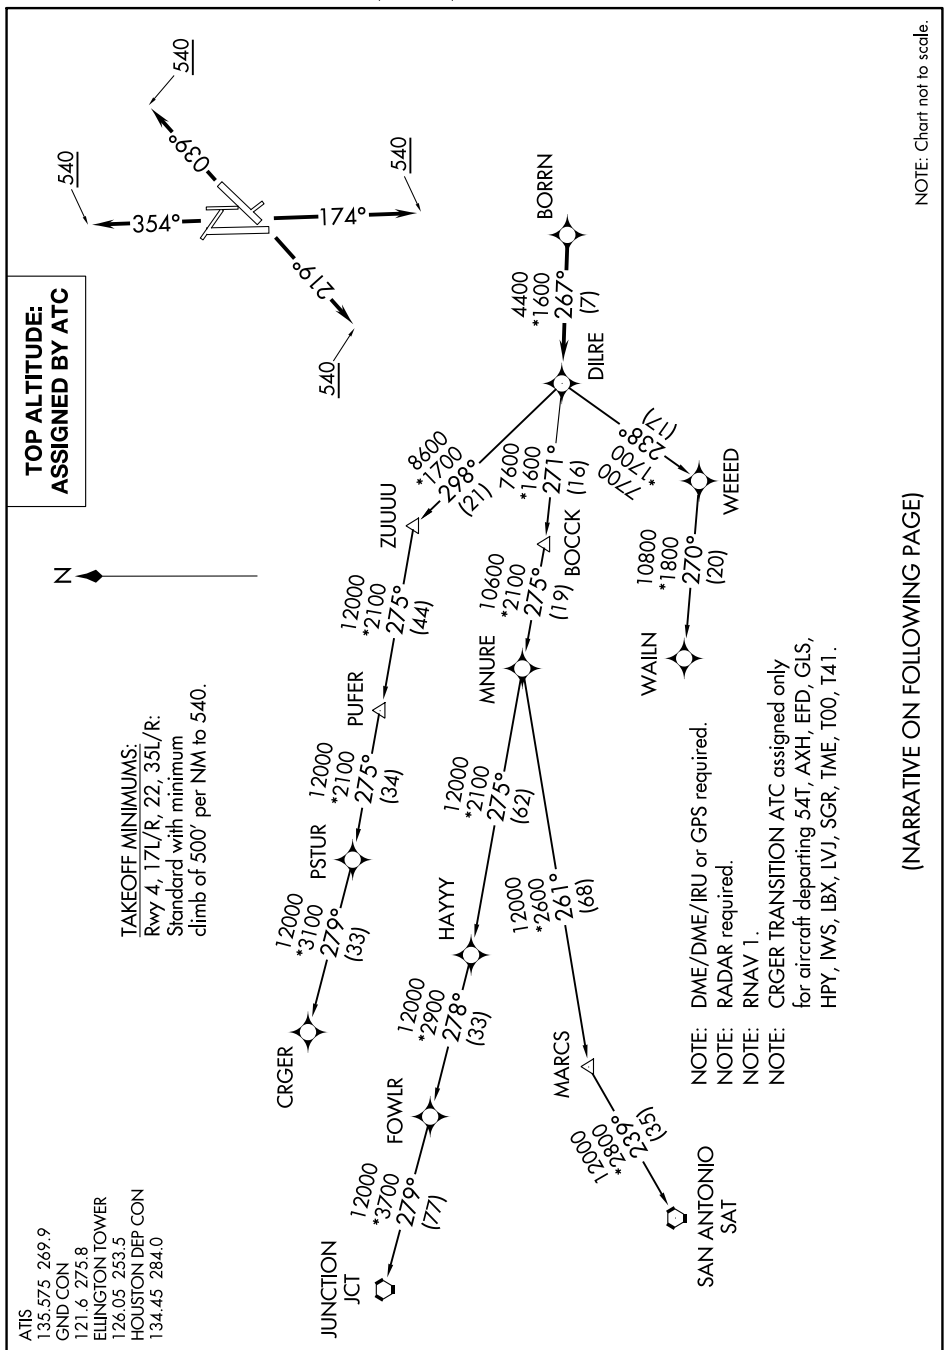 ATIS
135.575 269.9
GND CON
121.6 275.8
ELLINGTON TOWER
126.05 253.5
HOUSTON DEP CON
134.45 284.0
TAKEOFF MINIMUMS:
Rwy 4, 17L/R, 22, 35L/R:
Standard with minimum
climb of 500' per NM to 540.
N
TOP ALTITUDE:
ASSIGNED BY ATC
540
354°
540
039°
540
174°
540
219°
BORRN
4400
*1600
267°
(7)
DILRE
8600
*1700
298°
(21)
ZUUUU
12000
*2100
275°
(44)
PUFER
12000
*2100
275°
(34)
PSTUR
12000
*3100
279°
(33)
CRGER
7600
*1600
271°
(16)
BOCCK
10600
*2100
275°
(19)
MNURE
12000
*2100
275°
(62)
HAYYY
12000
*2900
278°
(33)
FOWLR
12000
*3700
279°
(77)
JUNCTION
JCT
12000
*2600
261°
(68)
MARCS
12000
*2800
239°
(35)
SAN ANTONIO
SAT
7700
*1700
238°
(17)
WEEED
10800
*1800
270°
(20)
WAILN
NOTE: DME/DME/IRU or GPS required.
NOTE: RADAR required.
NOTE: RNAV 1.
NOTE: CRGER TRANSITION ATC assigned only
for aircraft departing 54T, AXH, EFD, GLS,
HPY, IWS, LBX, LVJ, SGR, TME, T00, T41.
(NARRATIVE ON FOLLOWING PAGE)
NOTE: Chart not to scale.